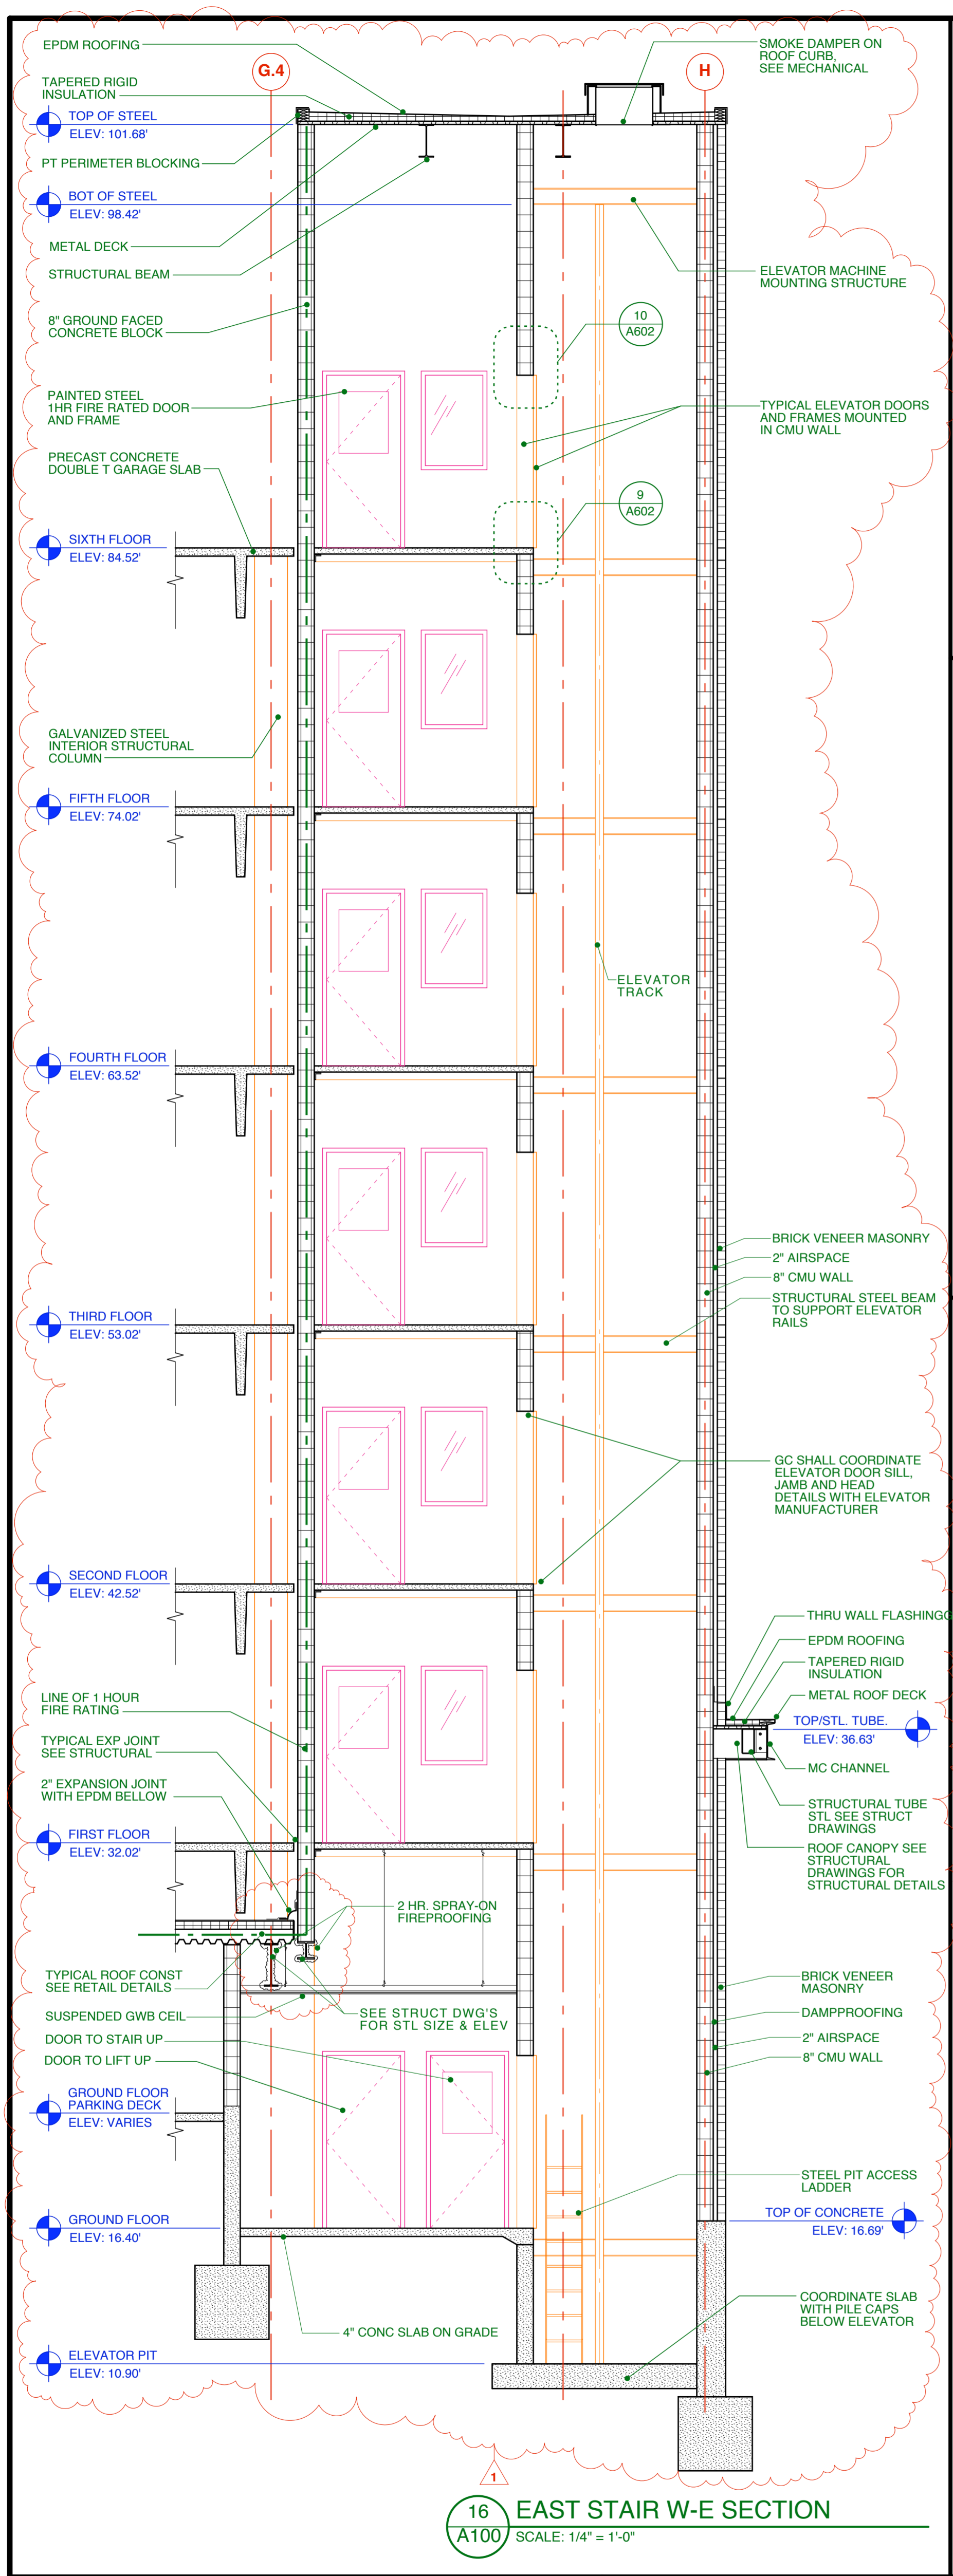 EPDM ROOFING
G.4
H
SMOKE DAMPER ON
ROOF CURB,
SEE MECHANICAL
TAPERED RIGID
INSULATION
TOP OF STEEL
ELEV: 101.68'
PT PERIMETER BLOCKING
BOT OF STEEL
ELEV: 98.42'
METAL DECK
STRUCTURAL BEAM
ELEVATOR MACHINE
MOUNTING STRUCTURE
8" GROUND FACED
CONCRETE BLOCK
10
A602
PAINTED STEEL
1HR FIRE RATED DOOR
AND FRAME
TYPICAL ELEVATOR DOORS
AND FRAMES MOUNTED
IN CMU WALL
PRECAST CONCRETE
DOUBLE T GARAGE SLAB
9
A602
SIXTH FLOOR
ELEV: 84.52'
GALVANIZED STEEL
INTERIOR STRUCTURAL
COLUMN
FIFTH FLOOR
ELEV: 74.02'
ELEVATOR
TRACK
FOURTH FLOOR
ELEV: 63.52'
BRICK VENEER MASONRY
2" AIRSPACE
8" CMU WALL
STRUCTURAL STEEL BEAM
TO SUPPORT ELEVATOR
RAILS
THIRD FLOOR
ELEV: 53.02'
GC SHALL COORDINATE
ELEVATOR DOOR SILL,
JAMB AND HEAD
DETAILS WITH ELEVATOR
MANUFACTURER
SECOND FLOOR
ELEV: 42.52'
THRU WALL FLASHINGG
EPDM ROOFING
TAPERED RIGID
INSULATION
METAL ROOF DECK
LINE OF 1 HOUR
FIRE RATING
TOP/STL. TUBE.
ELEV: 36.63'
TYPICAL EXP JOINT
SEE STRUCTURAL
MC CHANNEL
2" EXPANSION JOINT
WITH EPDM BELLOW
STRUCTURAL TUBE
STL SEE STRUCT
DRAWINGS
FIRST FLOOR
ELEV: 32.02'
ROOF CANOPY SEE
STRUCTURAL
DRAWINGS FOR
STRUCTURAL DETAILS
2 HR. SPRAY-ON
FIREPROOFING
TYPICAL ROOF CONST
SEE RETAIL DETAILS
BRICK VENEER
MASONRY
SUSPENDED GWB CEIL
SEE STRUCT DWG'S
FOR STL SIZE & ELEV
DAMPPROOFING
DOOR TO STAIR UP
2" AIRSPACE
DOOR TO LIFT UP
8" CMU WALL
GROUND FLOOR
PARKING DECK
ELEV: VARIES
STEEL PIT ACCESS
LADDER
GROUND FLOOR
ELEV: 16.40'
TOP OF CONCRETE
ELEV: 16.69'
COORDINATE SLAB
WITH PILE CAPS
BELOW ELEVATOR
4" CONC SLAB ON GRADE
ELEVATOR PIT
ELEV: 10.90'
1
16
A100
EAST STAIR W-E SECTION
SCALE: 1/4" = 1'-0"